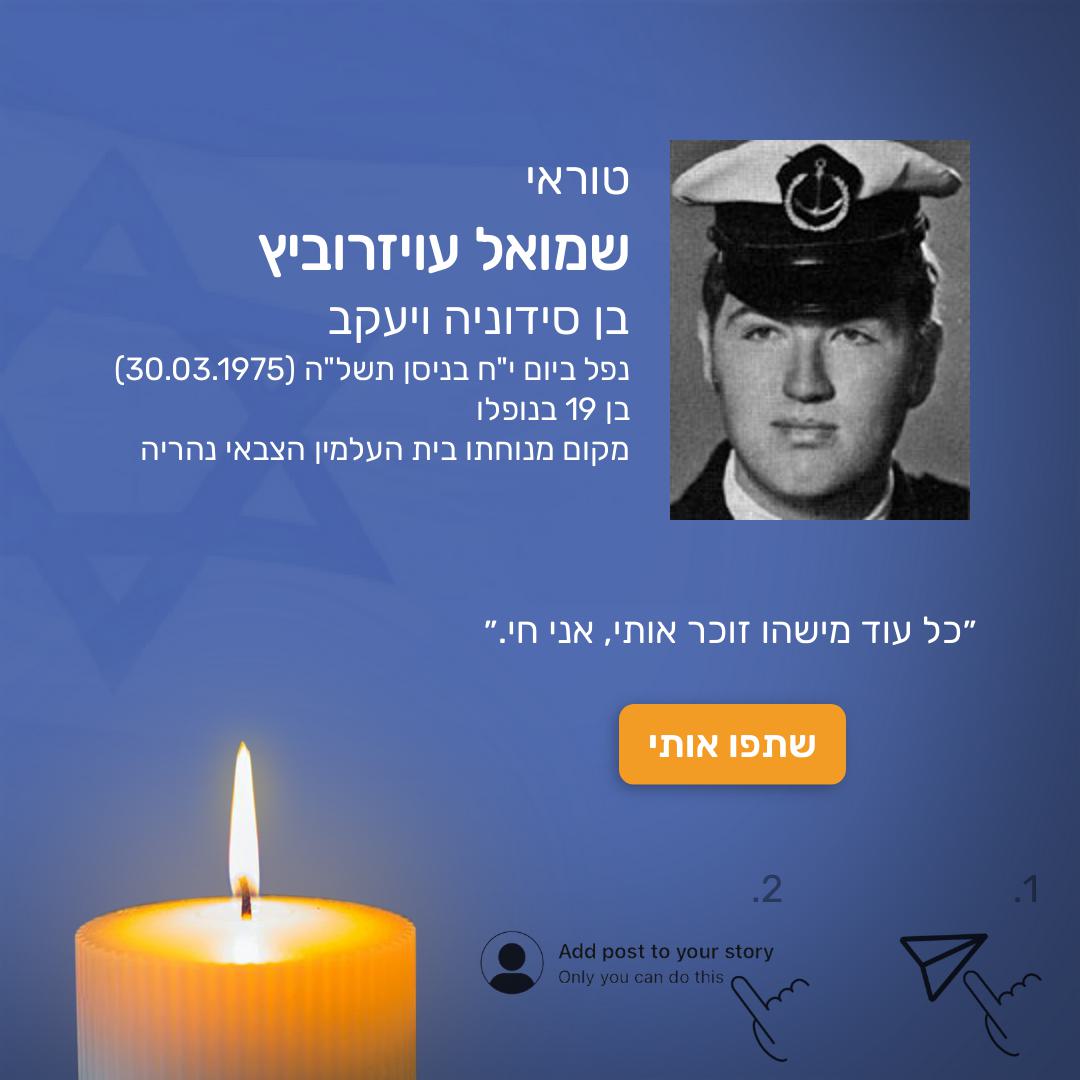 טוראי
שמואל עויזרוביץ
בן סידוניה ויעקב
נפל ביום י"ח בניסן תשל"ה (30.03.1975)
בן 19 בנופלו
מקום מנוחתו בית העלמין הצבאי נהריה
״כל עוד מישהו זוכר אותי, אני חי.״
שתפו אותי
.1
.2
Add post to your story
Only you can do this